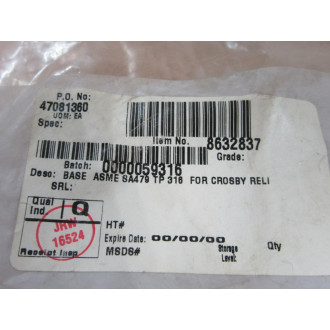 P.O. No:
47081360
UOM: EA
Spec:
Item No. 8632837
Grade:
Batch: 0000059316
Desc: BASE ASME SA479 TP 316 FOR CROSBY RELI
SRL:
Qual Ind Q
HT#
JRW
16524
Expire Date: 00/00/00
Storage Level:
Qty
Receipt Insp
MSDS#